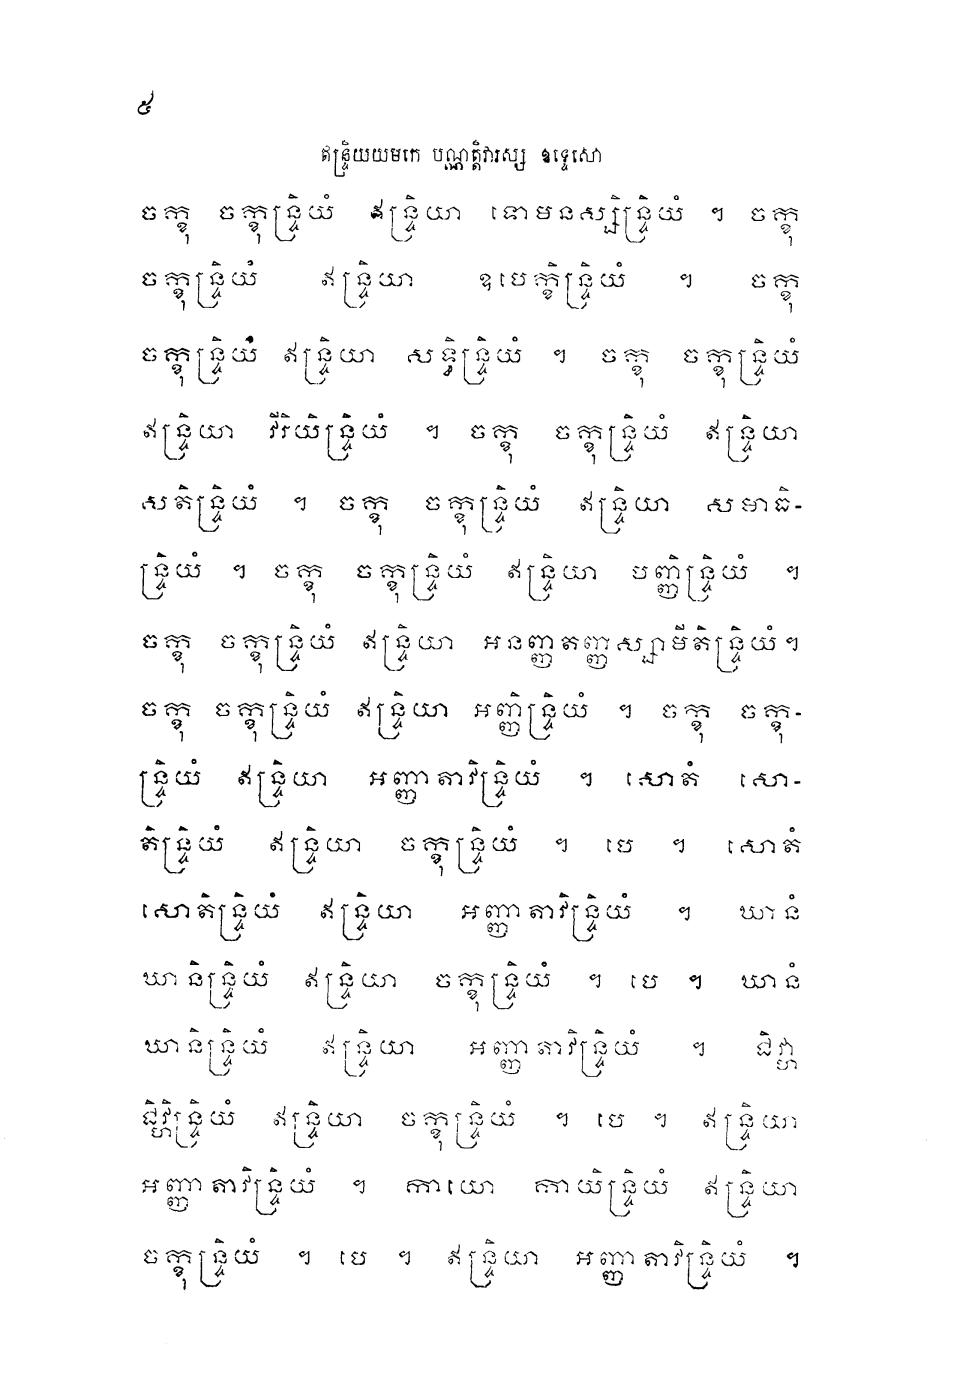 ៥
ឥន្ទ្រិយយមកេ បណ្ណត្តិវារស្ស ឧទ្ទេសោ
ចក្ខុ ចក្ខុន្ទ្រិយំ ឥន្ទ្រិយា ទោមនស្សិន្ទ្រិយំ ។ ចក្ខុ
ចក្ខុន្ទ្រិយំ ឥន្ទ្រិយា ឧបេក្ខិន្ទ្រិយំ ។ ចក្ខុ
ចក្ខុន្ទ្រិយំ ឥន្ទ្រិយា សទ្ធិន្ទ្រិយំ ។ ចក្ខុ ចក្ខុន្ទ្រិយំ
ឥន្ទ្រិយា វីរិយិន្ទ្រិយំ ។ ចក្ខុ ចក្ខុន្ទ្រិយំ ឥន្ទ្រិយា
សតិន្ទ្រិយំ ។ ចក្ខុ ចក្ខុន្ទ្រិយំ ឥន្ទ្រិយា សមាធិ-
ន្ទ្រិយំ ។ ចក្ខុ ចក្ខុន្ទ្រិយំ ឥន្ទ្រិយា បញ្ញិន្ទ្រិយំ ។
ចក្ខុ ចក្ខុន្ទ្រិយំ ឥន្ទ្រិយា អនញ្ញតញ្ញស្សាមីតិន្ទ្រិយំ។
ចក្ខុ ចក្ខុន្ទ្រិយំ ឥន្ទ្រិយា អញ្ញិន្ទ្រិយំ ។ ចក្ខុ ចក្ខុ-
ន្ទ្រិយំ ឥន្ទ្រិយា អញ្ញាតាវិន្ទ្រិយំ ។ សោតំ សោ-
តិន្ទ្រិយំ ឥន្ទ្រិយា ចក្ខុន្ទ្រិយំ ។ បេ ។ សោតំ
សោតិន្ទ្រិយំ ឥន្ទ្រិយា អញ្ញាតាវិន្ទ្រិយំ ។ ឃានំ
ឃានិន្ទ្រិយំ ឥន្ទ្រិយា ចក្ខុន្ទ្រិយំ ។ បេ ។ ឃានំ
ឃានិន្ទ្រិយំ ឥន្ទ្រិយា អញ្ញាតាវិន្ទ្រិយំ ។ ជិវ្ហា
ជិវ្ហិន្ទ្រិយំ ឥន្ទ្រិយា ចក្ខុន្ទ្រិយំ ។ បេ ។ ឥន្ទ្រិយា
អញ្ញាតាវិន្ទ្រិយំ ។ កាយោ កាយិន្ទ្រិយំ ឥន្ទ្រិយា
ចក្ខុន្ទ្រិយំ ។ បេ ។ ឥន្ទ្រិយា អញ្ញាតាវិន្ទ្រិយំ ។